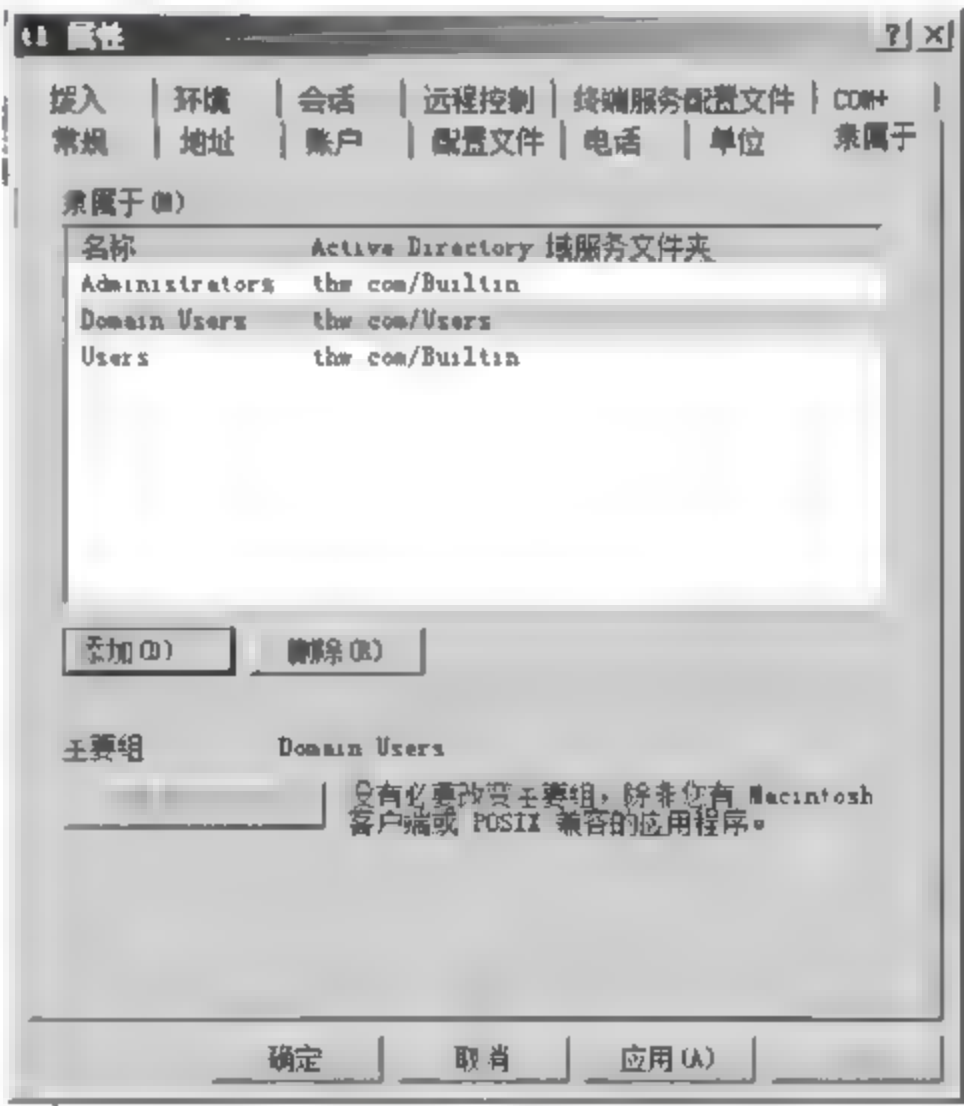 t1 属性
拨入 环境 会话 远程控制 终端服务配置文件 COM+
常规 地址 账户 配置文件 电话 单位 隶属于
隶属于(M)
名称 Active Directory 域服务文件夹
Administrators thw com/Builtin
Domain Users thw com/Users
Users thw com/Builtin
添加(D) 删除(R)
主要组 Domain Users
没有必要改变主要组，除非您有 Macintosh
客户端或 POSIX 兼容的应用程序。
确定 取消 应用(A)